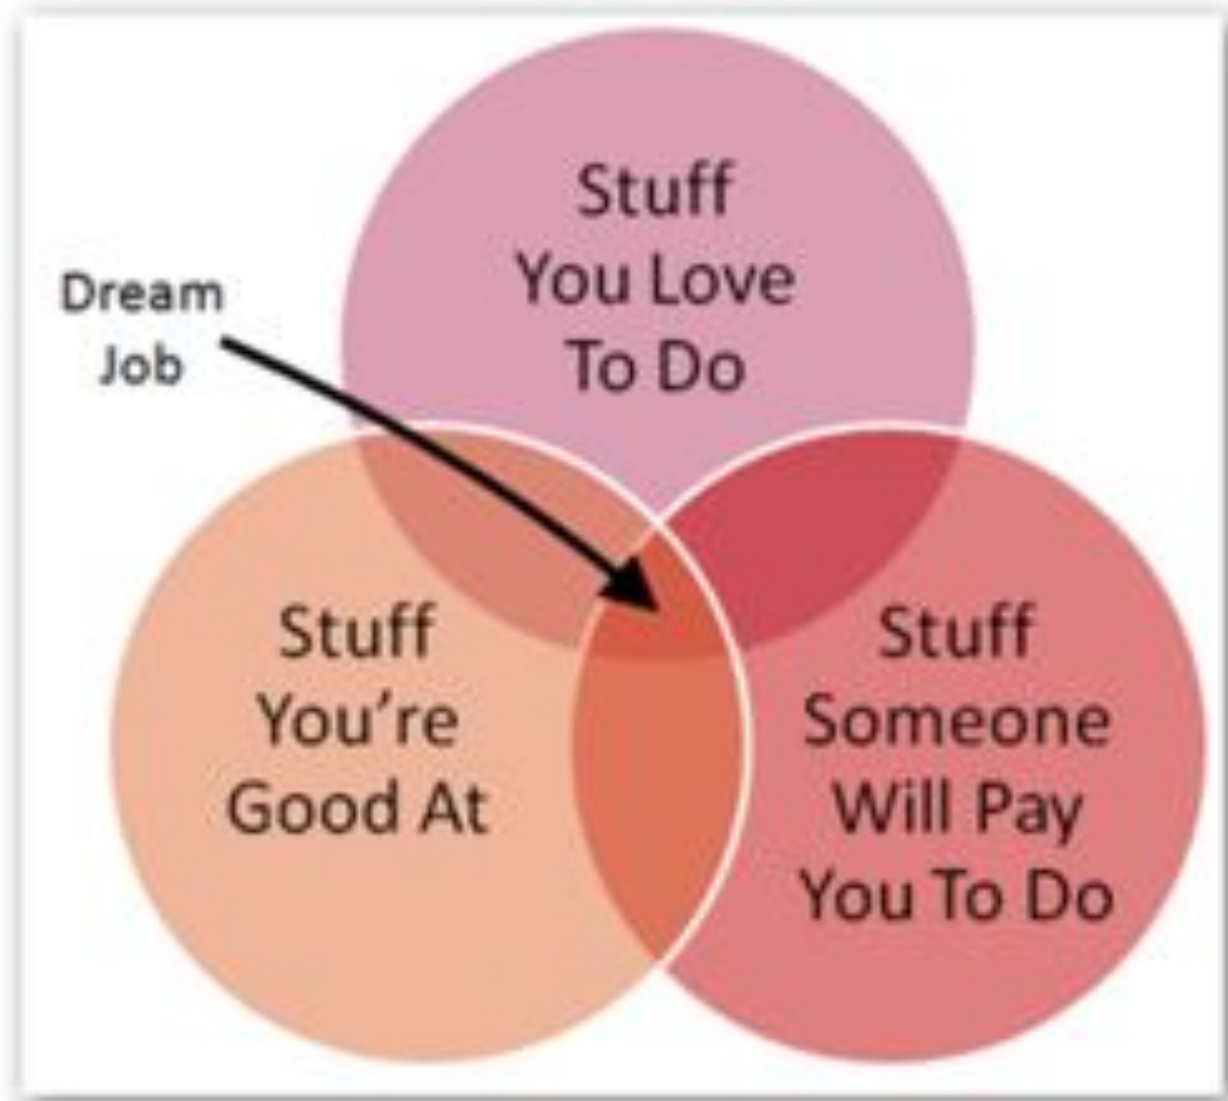 Stuff
You Love
To Do
Dream
Job
Stuff
You’re
Good At
Stuff
Someone
Will Pay
You To Do